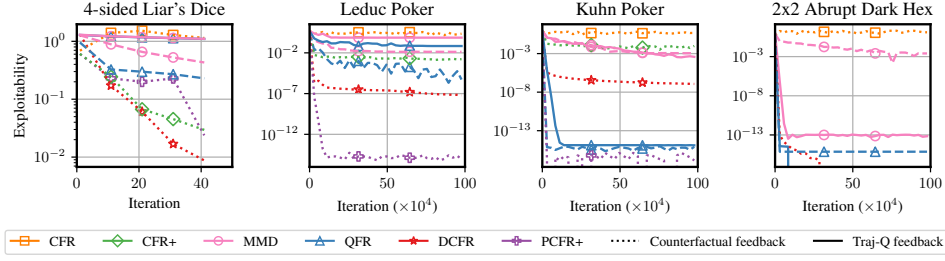 4-sided Liar's Dice
Leduc Poker
Kuhn Poker
2x2 Abrupt Dark Hex
Exploitability
10^0
10^-1
10^-2
0 20 40
Iteration
10^-2
10^-7
10^-12
0 50 100
Iteration (×10^4)
10^-3
10^-8
10^-13
0 50 100
Iteration (×10^4)
10^-3
10^-8
10^-13
0 50 100
Iteration (×10^4)
CFR CFR+ MMD QFR DCFR PCFR+ Counterfactual feedback Traj-Q feedback